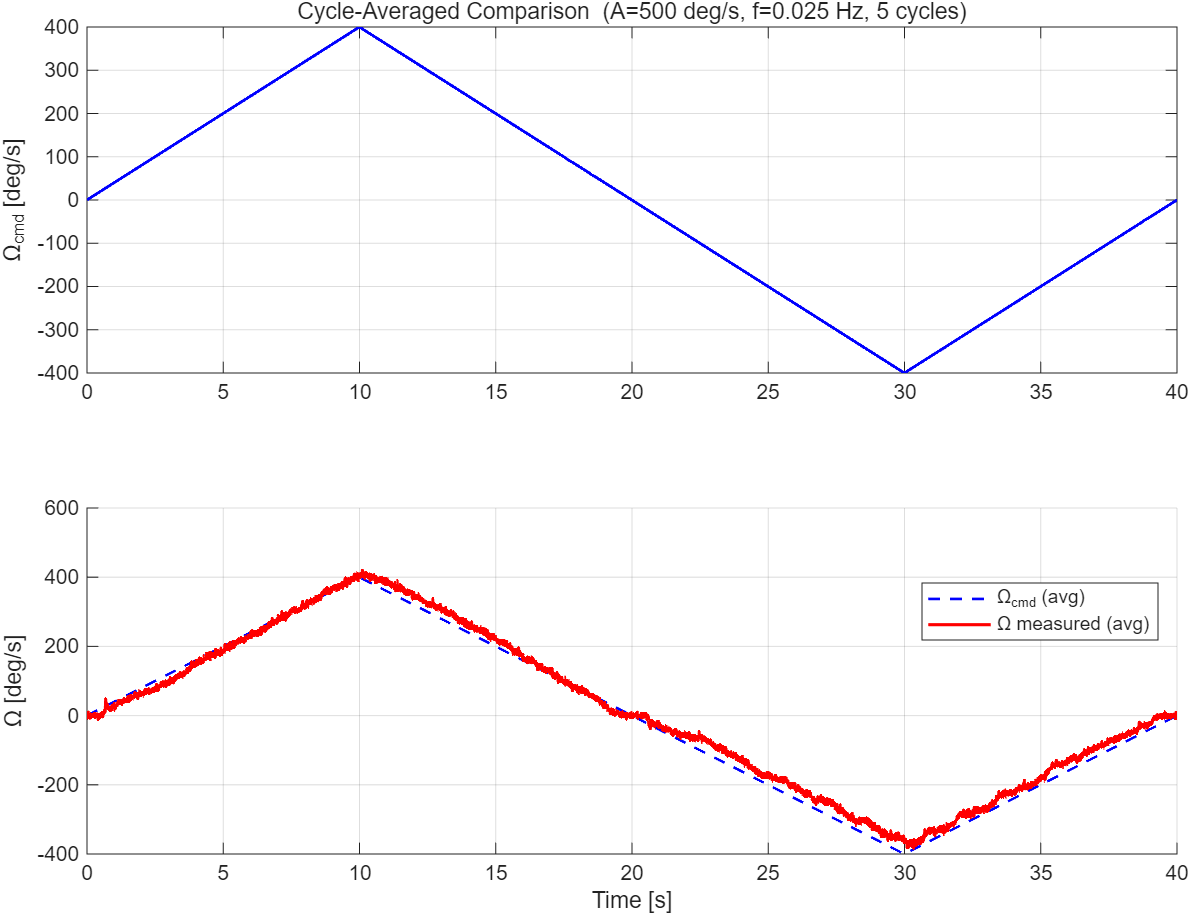 Cycle-Averaged Comparison (A=500 deg/s, f=0.025 Hz, 5 cycles)
400
300
200
100
0
-100
-200
-300
-400
Ωcmd [deg/s]
0 5 10 15 20 25 30 35 40
600
400
200
0
-200
-400
Ω [deg/s]
Ωcmd (avg)
Ω measured (avg)
0 5 10 15 20 25 30 35 40
Time [s]